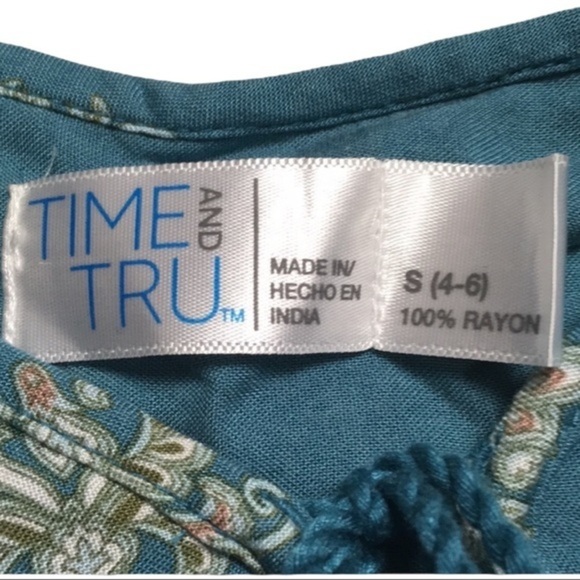 TIME AND
TRU™
MADE IN/
HECHO EN
INDIA
S (4-6)
100% RAYON